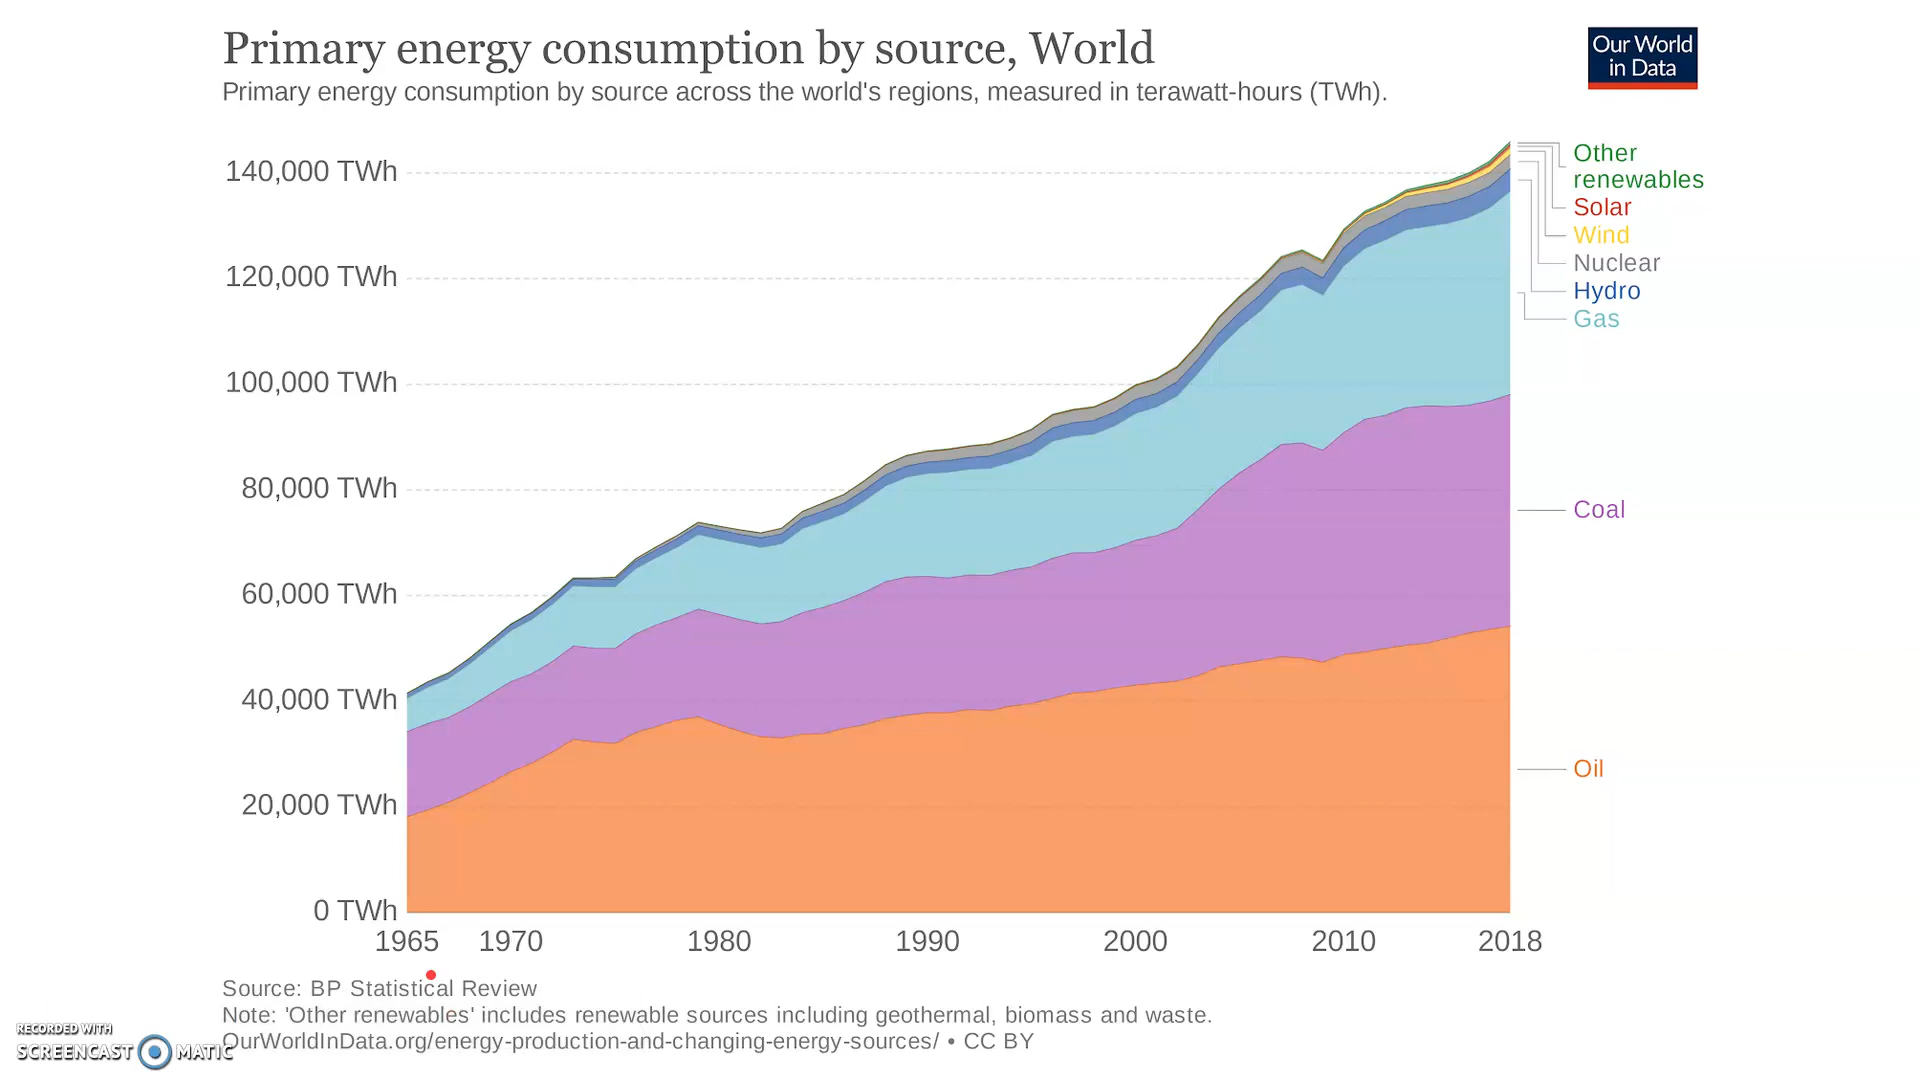 Primary energy consumption by source, World
Our World
in Data
Primary energy consumption by source across the world's regions, measured in terawatt-hours (TWh).
140,000 TWh
120,000 TWh
100,000 TWh
80,000 TWh
60,000 TWh
40,000 TWh
20,000 TWh
0 TWh
Other
renewables
Solar
Wind
Nuclear
Hydro
Gas
Coal
Oil
1965 1970 1980 1990 2000 2010 2018
Source: BP Statistical Review
Note: 'Other renewables' includes renewable sources including geothermal, biomass and waste.
OurWorldInData.org/energy-production-and-changing-energy-sources/ • CC BY
RECORDED WITH
SCREENCAST MATIC